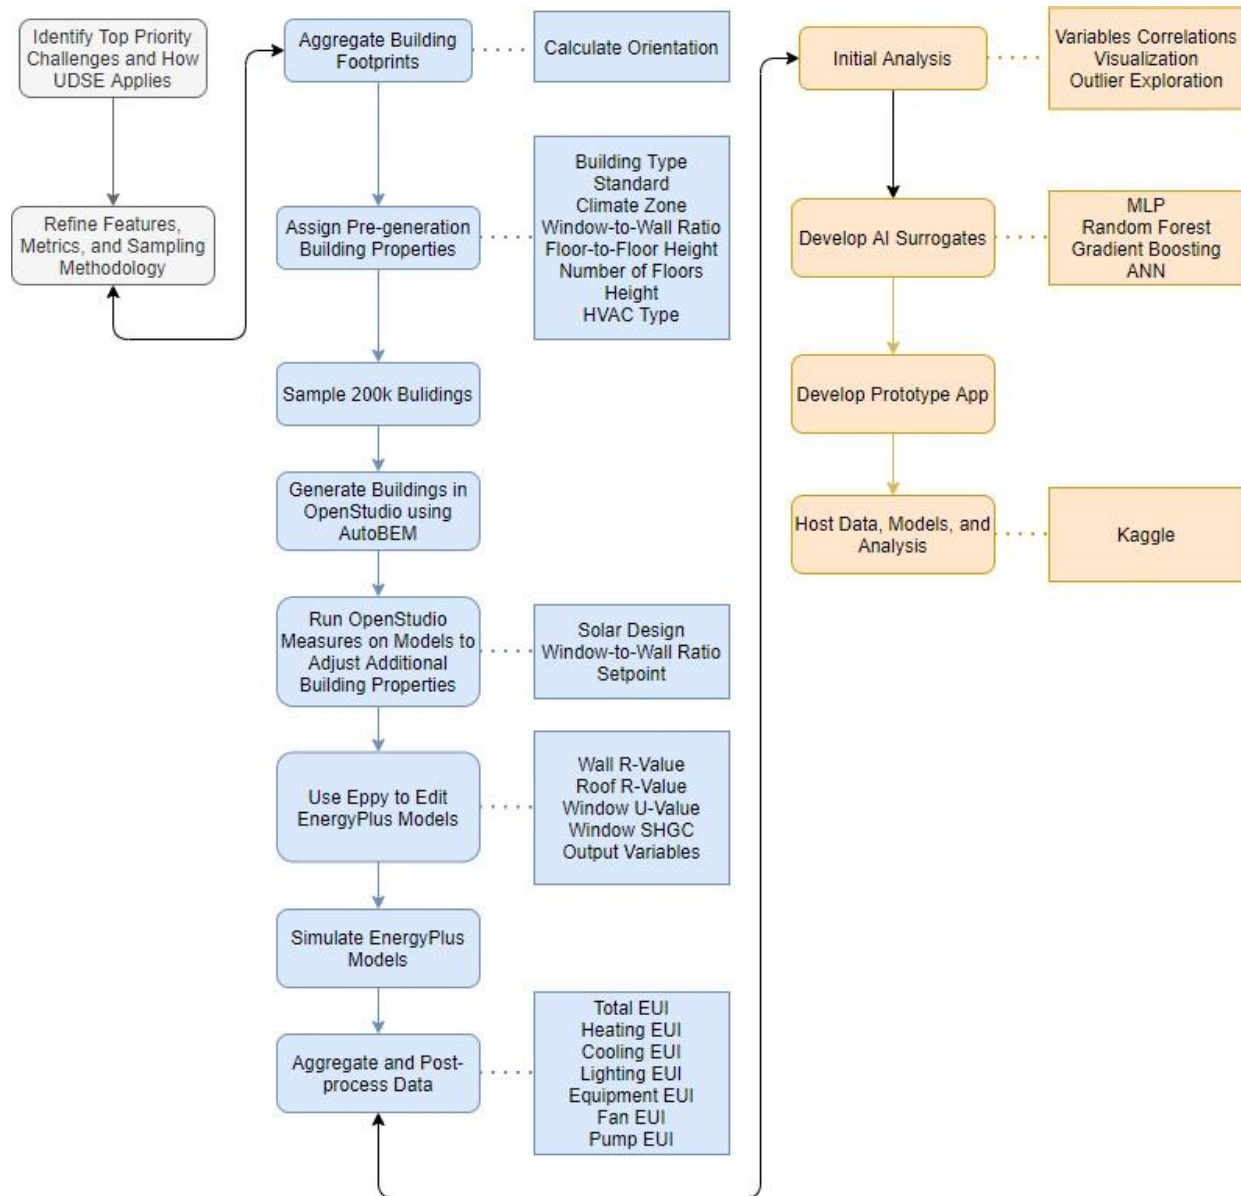 Identify Top Priority
Challenges and How
UDSE Applies
Refine Features,
Metrics, and Sampling
Methodology
Aggregate Building
Footprints
Calculate Orientation
Assign Pre-generation
Building Properties
Building Type
Standard
Climate Zone
Window-to-Wall Ratio
Floor-to-Floor Height
Number of Floors
Height
HVAC Type
Sample 200k Bulidings
Generate Buildings in
OpenStudio using
AutoBEM
Run OpenStudio
Measures on Models to
Adjust Additional
Building Properties
Solar Design
Window-to-Wall Ratio
Setpoint
Use Eppy to Edit
EnergyPlus Models
Wall R-Value
Roof R-Value
Window U-Value
Window SHGC
Output Variables
Simulate EnergyPlus
Models
Aggregate and Post-
process Data
Total EUI
Heating EUI
Cooling EUI
Lighting EUI
Equipment EUI
Fan EUI
Pump EUI
Initial Analysis
Variables Correlations
Visualization
Outlier Exploration
Develop AI Surrogates
MLP
Random Forest
Gradient Boosting
ANN
Develop Prototype App
Host Data, Models, and
Analysis
Kaggle